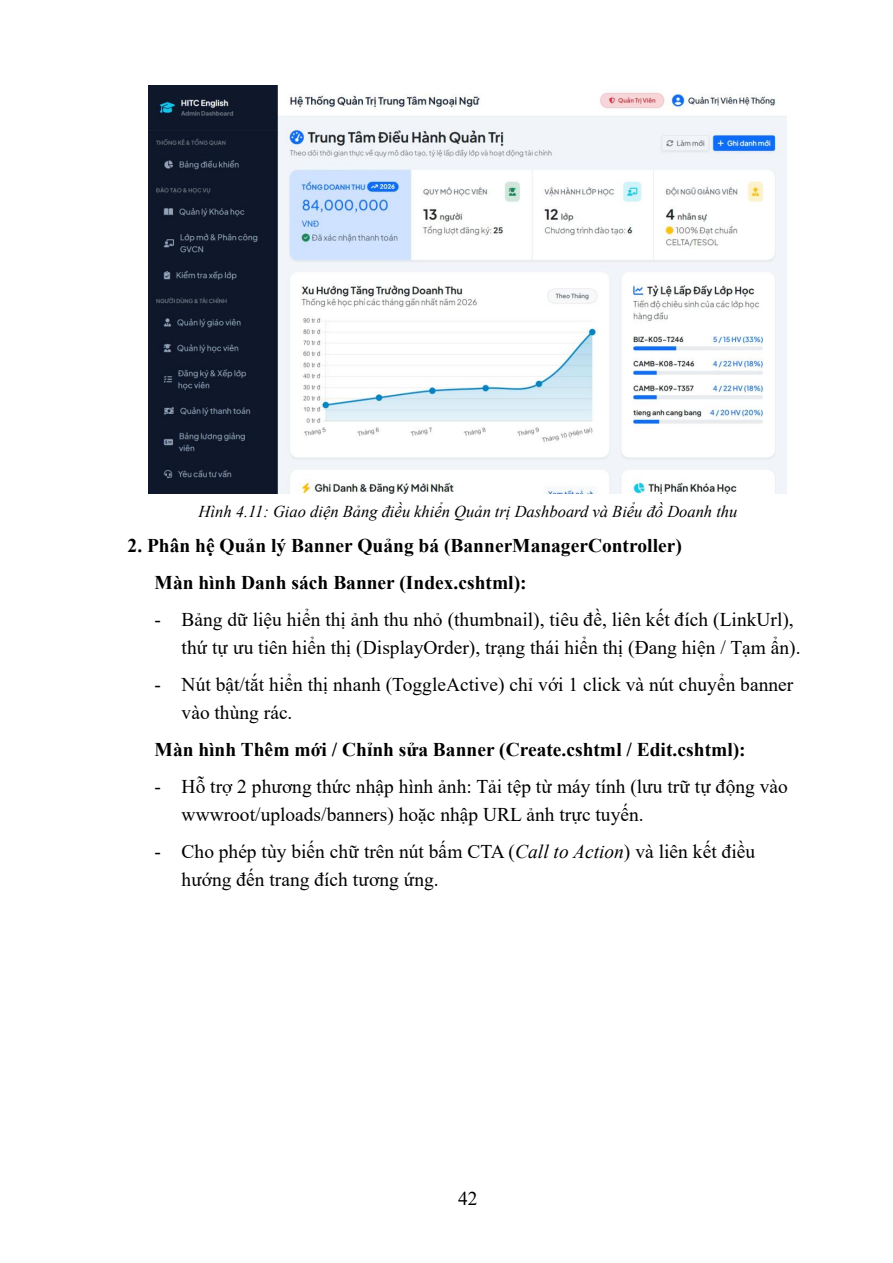 HITC English
Admin Dashboard
THỐNG KÊ & TỔNG QUAN
Bảng điều khiển
ĐÀO TẠO & HỌC VỤ
Quản lý Khóa học
Lớp mở & Phân công
GVCN
Kiểm tra xếp lớp
NGƯỜI DÙNG & TÀI CHÍNH
Quản lý giáo viên
Quản lý học viên
Đăng ký & Xếp lớp
học viên
Quản lý thanh toán
Bảng lương giảng
viên
Yêu cầu tư vấn
Hệ Thống Quản Trị Trung Tâm Ngoại Ngữ
Quản Trị Viên
Quản Trị Viên Hệ Thống
Trung Tâm Điều Hành Quản Trị
Theo dõi thời gian thực về quy mô đào tạo, tỷ lệ lấp đầy lớp và hoạt động tài chính
Làm mới
+ Ghi danh mới
TỔNG DOANH THU 2026
84,000,000
VNĐ
Đã xác nhận thanh toán
QUY MÔ HỌC VIÊN
13 người
Tổng lượt đăng ký: 25
VẬN HÀNH LỚP HỌC
12 lớp
Chương trình đào tạo: 6
ĐỘI NGŨ GIẢNG VIÊN
4 nhân sự
100% Đạt chuẩn
CELTA/TESOL
Xu Hướng Tăng Trưởng Doanh Thu
Thống kê học phí các tháng gần nhất năm 2026
Theo Tháng
90 tr đ
80 tr đ
70 tr đ
60 tr đ
50 tr đ
40 tr đ
30 tr đ
20 tr đ
10 tr đ
0 tr đ
Tháng 5 Tháng 6 Tháng 7 Tháng 8 Tháng 9 Tháng 10 (Hiện tại)
Tỷ Lệ Lấp Đầy Lớp Học
Tiến độ chiêu sinh của các lớp học
hàng đầu
BIZ-K05-T246 5 / 15 HV (33%)
CAMB-K08-T246 4 / 22 HV (18%)
CAMB-K09-T357 4 / 22 HV (18%)
tieng anh cang bang 4 / 20 HV (20%)
Ghi Danh & Đăng Ký Mới Nhất
Xem tất cả
Thị Phần Khóa Học
Hình 4.11: Giao diện Bảng điều khiển Quản trị Dashboard và Biểu đồ Doanh thu
2. Phân hệ Quản lý Banner Quảng bá (BannerManagerController)
Màn hình Danh sách Banner (Index.cshtml):
- Bảng dữ liệu hiển thị ảnh thu nhỏ (thumbnail), tiêu đề, liên kết đích (LinkUrl),
thứ tự ưu tiên hiển thị (DisplayOrder), trạng thái hiển thị (Đang hiện / Tạm ẩn).
- Nút bật/tắt hiển thị nhanh (ToggleActive) chỉ với 1 click và nút chuyển banner
vào thùng rác.
Màn hình Thêm mới / Chỉnh sửa Banner (Create.cshtml / Edit.cshtml):
- Hỗ trợ 2 phương thức nhập hình ảnh: Tải tệp từ máy tính (lưu trữ tự động vào
wwwroot/uploads/banners) hoặc nhập URL ảnh trực tuyến.
- Cho phép tùy biến chữ trên nút bấm CTA (Call to Action) và liên kết điều
hướng đến trang đích tương ứng.
42